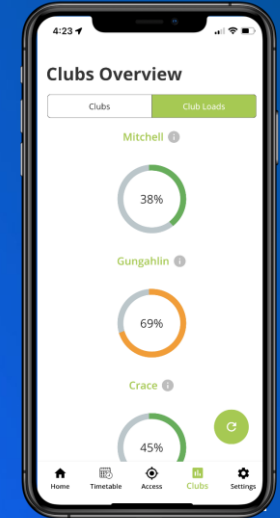 4:23
Clubs Overview
Clubs Club Loads
Mitchell i
38%
Gungahlin i
69%
Crace i
45%
Home Timetable Access Clubs Settings